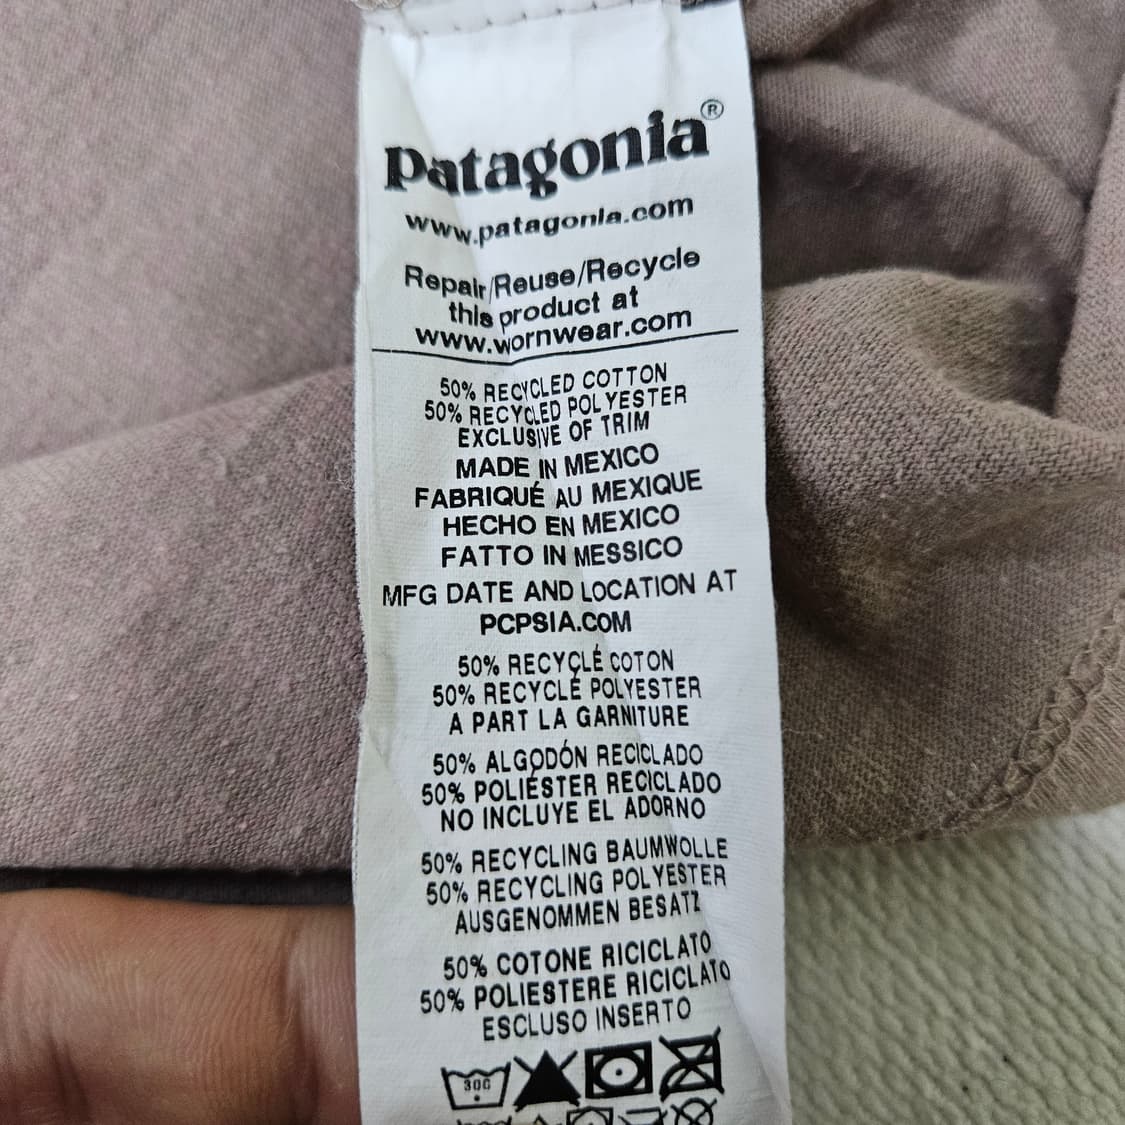 patagonia®
www.patagonia.com
Repair/Reuse/Recycle
this product at
www.wornwear.com
50% RECYCLED COTTON
50% RECYCLED POLYESTER
EXCLUSIVE OF TRIM
MADE IN MEXICO
FABRIQUÉ AU MEXIQUE
HECHO EN MEXICO
FATTO IN MESSICO
MFG DATE AND LOCATION AT
PCPSIA.COM
50% RECYCLÉ COTON
50% RECYCLÉ POLYESTER
A PART LA GARNITURE
50% ALGODÓN RECICLADO
50% POLIÉSTER RECICLADO
NO INCLUYE EL ADORNO
50% RECYCLING BAUMWOLLE
50% RECYCLING POLYESTER
AUSGENOMMEN BESATZ
50% COTONE RICICLATO
50% POLIESTERE RICICLATO
ESCLUSO INSERTO
30C